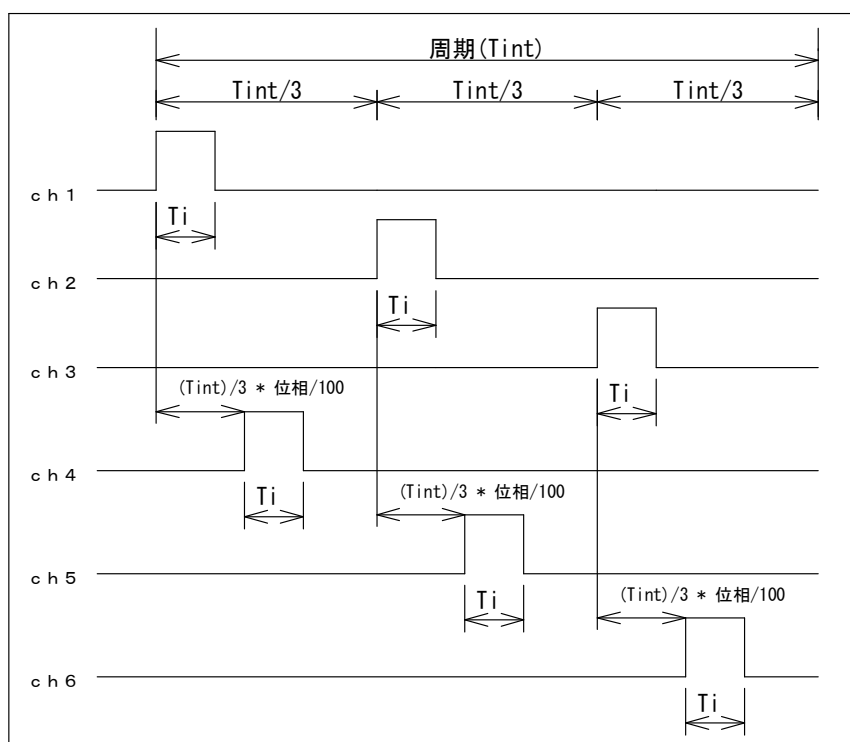 周期(Tint)
Tint/3 Tint/3 Tint/3
ch1
Ti
ch2
Ti
ch3
Ti
(Tint)/3 * 位相/100
ch4
Ti
(Tint)/3 * 位相/100
ch5
Ti
(Tint)/3 * 位相/100
ch6
Ti